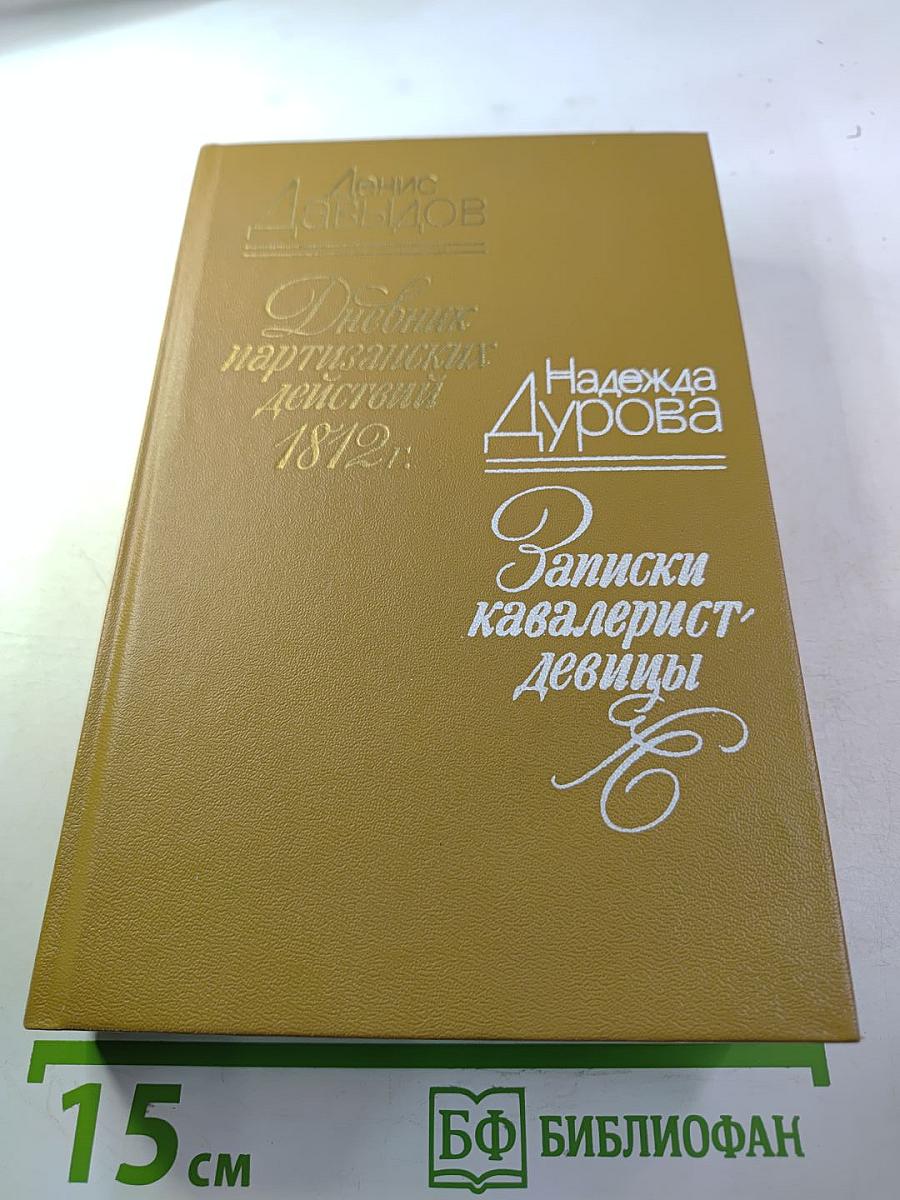 Денис
Давыдов
Дневник
партизанских
действий
1812 г.
Надежда
Дурова
Записки
кавалерист-
девицы
15 см
БФ БИБЛИОФАН